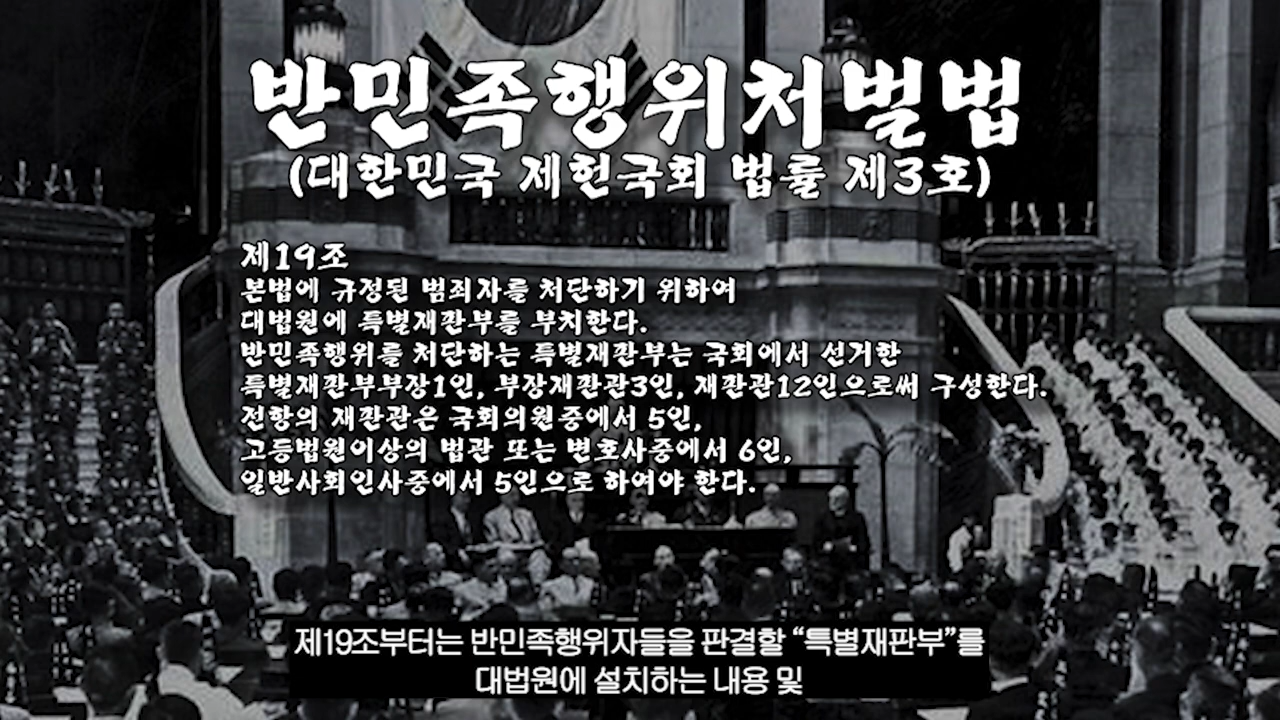 반민족행위처벌법
(대한민국 제헌국회 법률 제3호)
제19조
본법에 규정된 범죄자를 처단하기 위하여
대법원에 특별재판부를 부치한다.
반민족행위를 처단하는 특별재판부는 국회에서 선거한
특별재판부부장1인, 부장재판관3인, 재판관12인으로써 구성한다.
전항의 재판관은 국회의원중에서 5인,
고등법원이상의 법관 또는 변호사중에서 6인,
일반사회인사중에서 5인으로 하여야 한다.
제19조부터는 반민족행위자들을 판결할 “특별재판부”를
대법원에 설치하는 내용 및